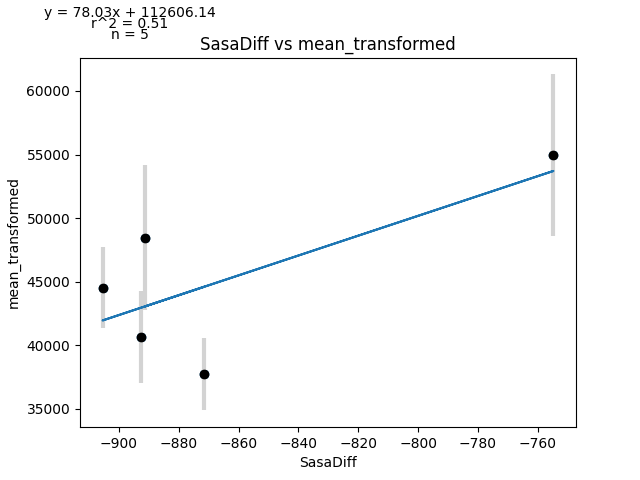 y = 78.03x + 112606.14
r^2 = 0.51
n = 5
SasaDiff vs mean_transformed
60000
55000
50000
45000
40000
35000
mean_transformed
−900
−880
−860
−840
−820
−800
−780
−760
SasaDiff